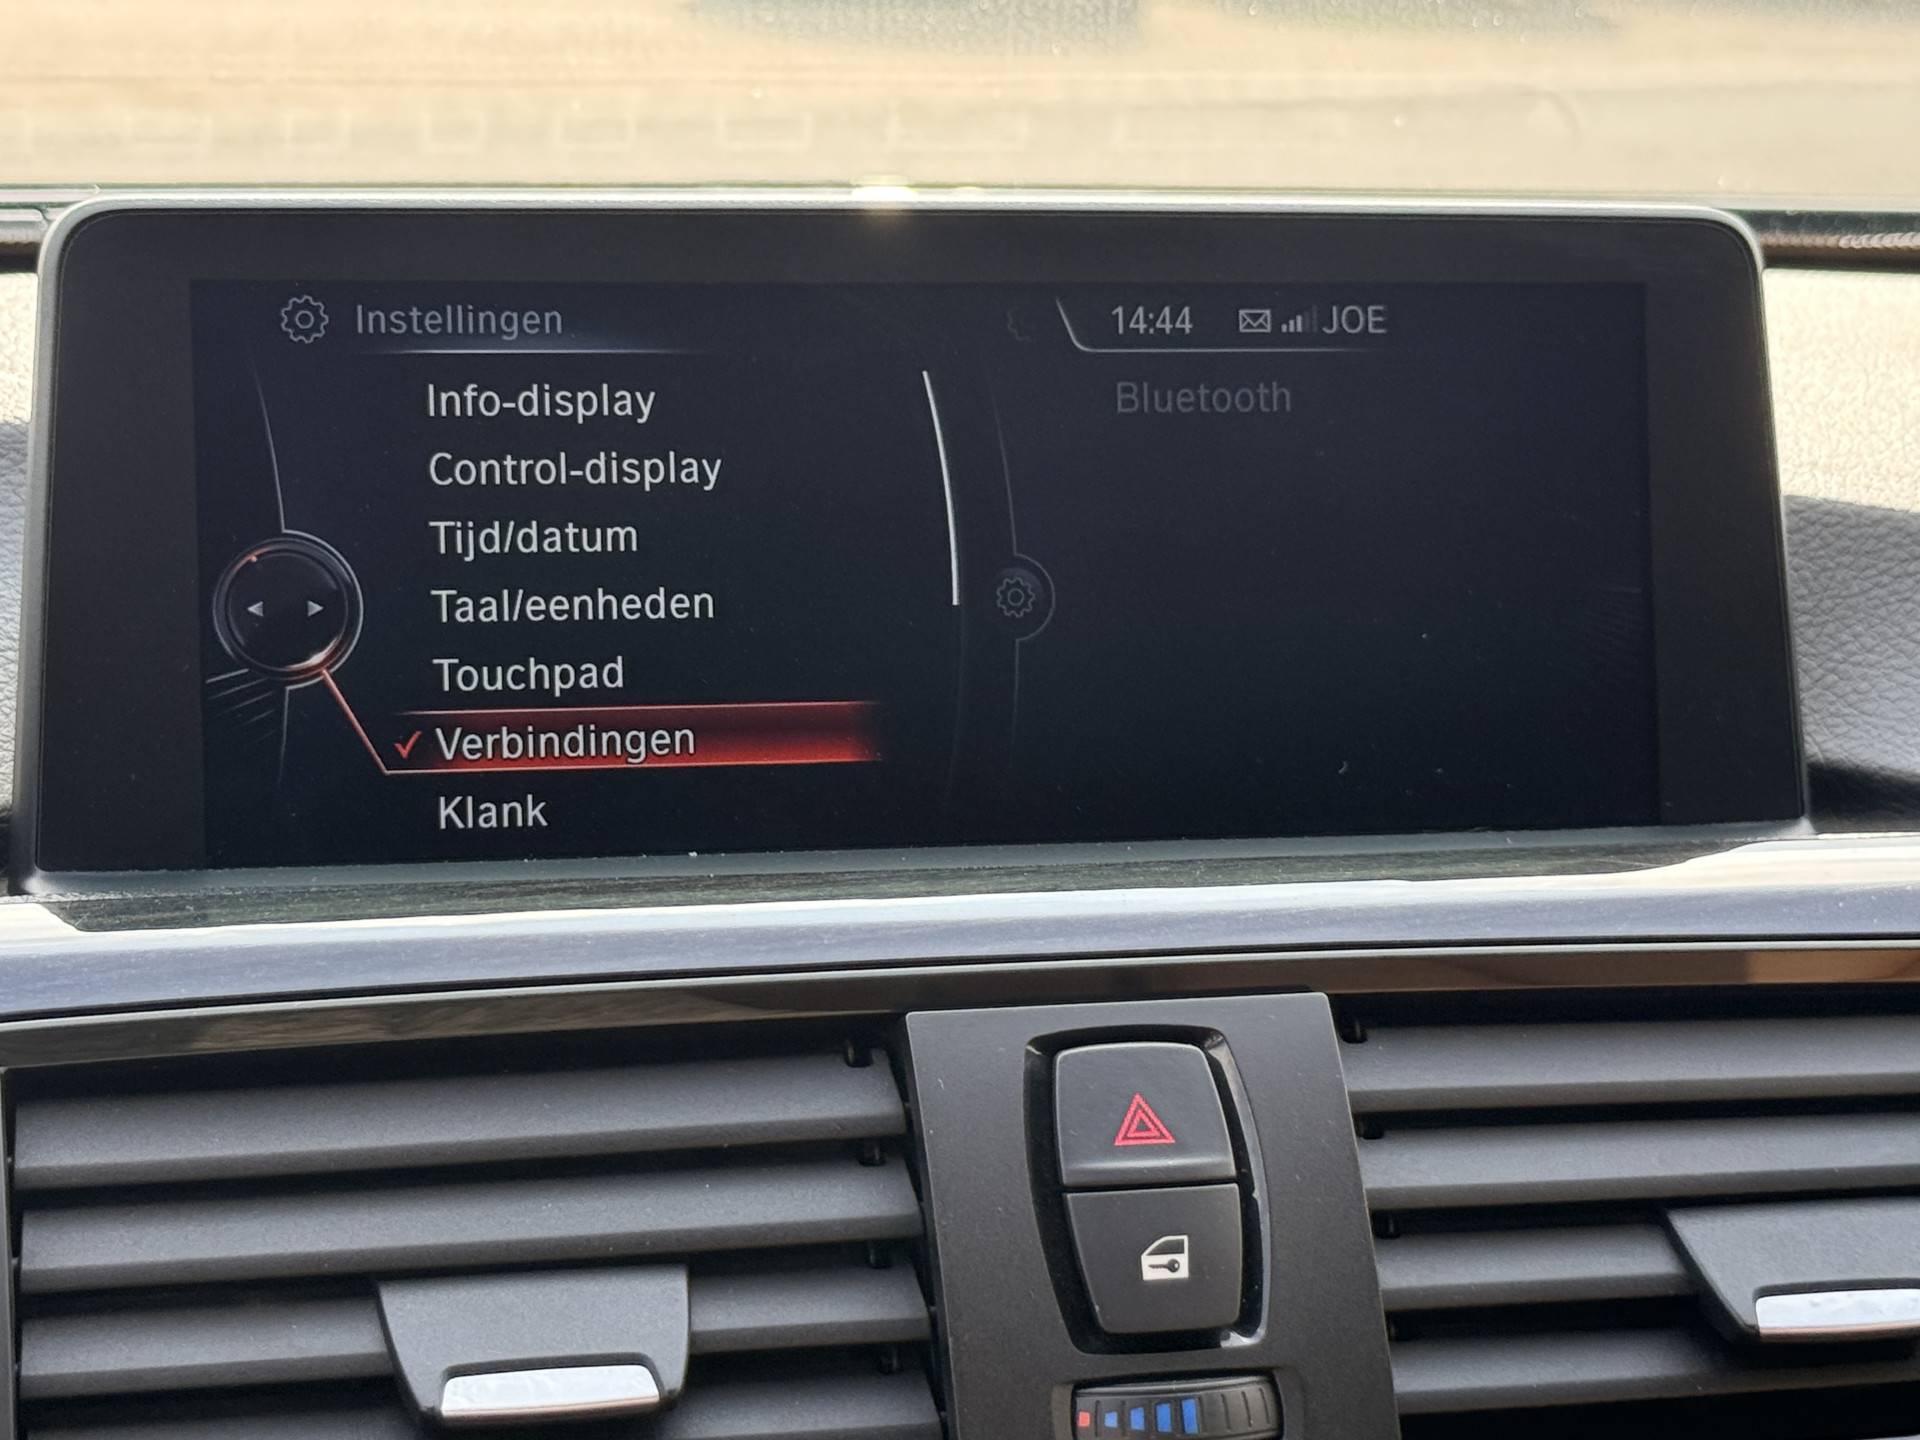 Instellingen
14:44 JOE
Info-display
Control-display
Tijd/datum
Taal/eenheden
Touchpad
Verbindingen
Klank
Bluetooth